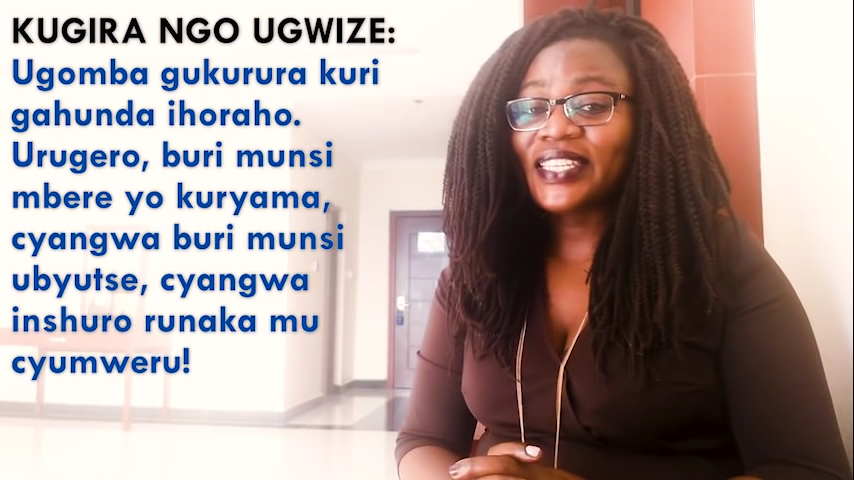 KUGIRA NGO UGWIZE:
Ugomba gukurura kuri
gahunda ihoraho.
Urugero, buri munsi
mbere yo kuryama,
cyangwa buri munsi
ubyutse, cyangwa
inshuro runaka mu
cyumweru!